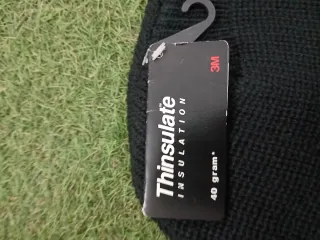 Thinsulate
INSULATION
40 gram*
3M